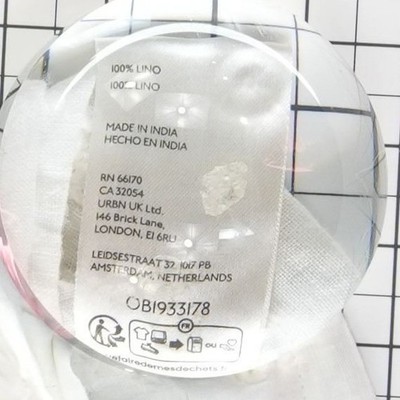 100% LINO
100% LINO
MADE IN INDIA
HECHO EN INDIA
RN 66170
CA 32054
URBN UK Ltd.
146 Brick Lane,
LONDON, E1 6RU
LEIDSESTRAAT 37, 1017 PB
AMSTERDAM, NETHERLANDS
OB1933178
FR
OU